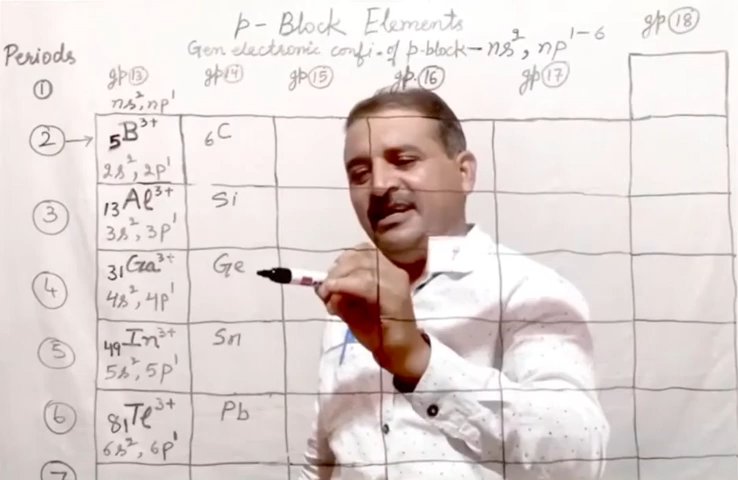 p-Block Elements
gp 18
Gen electronic confi. of p-block - ns², np¹⁻⁶
Periods
gp 13 gp 14 gp 15 gp 16 gp 17
1
ns², np¹
2 → ₅B³⁺ ₆C
2s², 2p¹
3 ₁₃Al³⁺ Si
3s², 3p¹
4 ₃₁Ga³⁺ Ge
4s², 4p¹
5 ₄₉In³⁺ Sn
5s², 5p¹
6 ₈₁Tl³⁺ Pb
6s², 6p¹
7